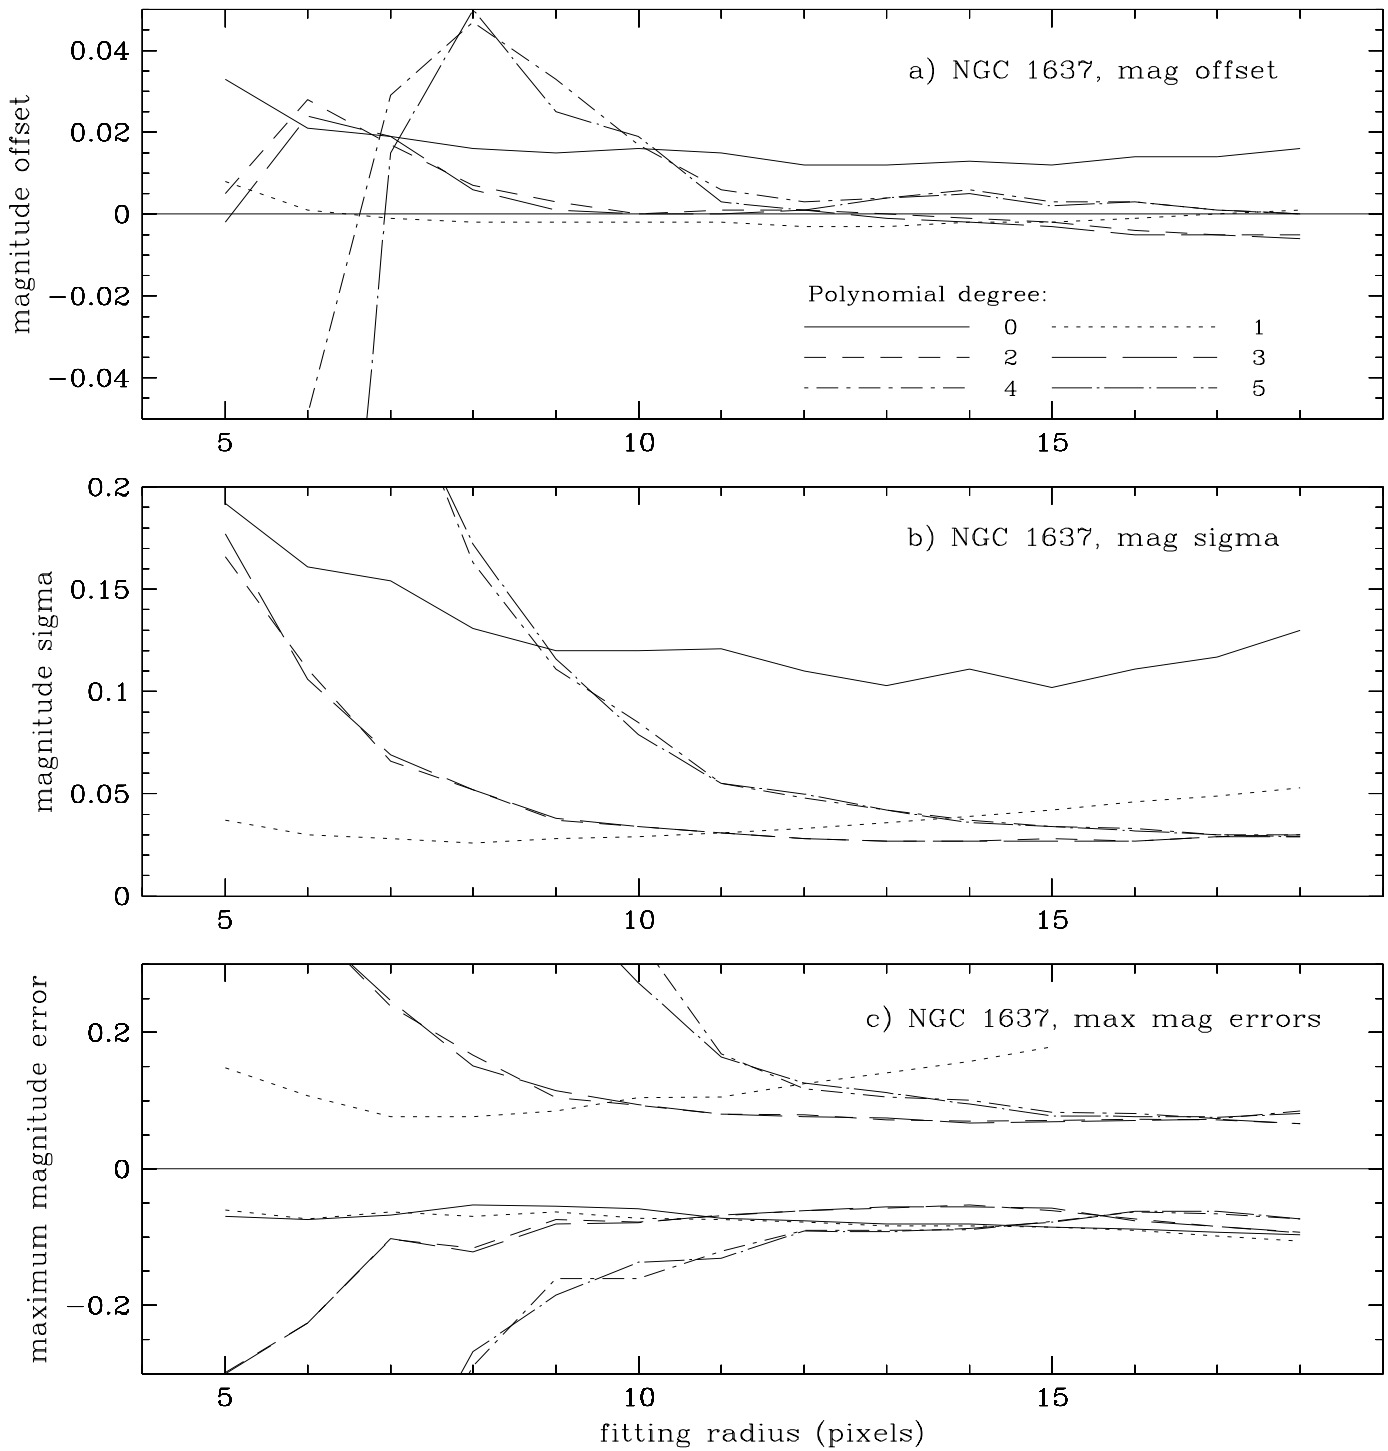 a) NGC 1637, mag offset
magnitude offset
0.04
0.02
0
−0.02
−0.04
Polynomial degree:
0 1
2 3
4 5
5 10 15
b) NGC 1637, mag sigma
magnitude sigma
0.2
0.15
0.1
0.05
0
5 10 15
c) NGC 1637, max mag errors
maximum magnitude error
0.2
0
−0.2
5 10 15
fitting radius (pixels)